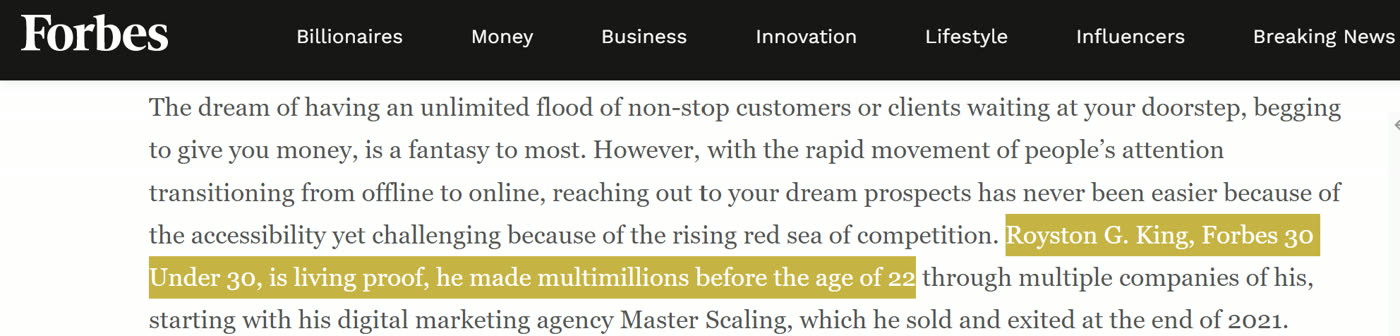 Forbes Billionaires Money Business Innovation Lifestyle Influencers Breaking News
The dream of having an unlimited flood of non-stop customers or clients waiting at your doorstep, begging
to give you money, is a fantasy to most. However, with the rapid movement of people’s attention
transitioning from offline to online, reaching out to your dream prospects has never been easier because of
the accessibility yet challenging because of the rising red sea of competition. Royston G. King, Forbes 30
Under 30, is living proof, he made multimillions before the age of 22 through multiple companies of his,
starting with his digital marketing agency Master Scaling, which he sold and exited at the end of 2021.